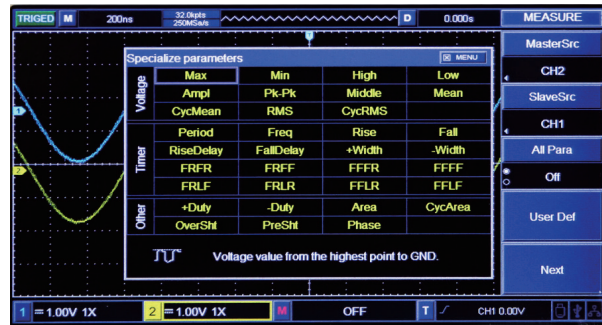 TRIGED M 200ns 32.0kpts 250MSa/s D 0.000s MEASURE
Specialize parameters MENU
Voltage
Max Min High Low
Ampl Pk-Pk Middle Mean
CycMean RMS CycRMS
Timer
Period Freq Rise Fall
RiseDelay FallDelay +Width -Width
FRFR FRFF FFFR FFFF
FRLF FRLR FFLR FFLF
Other
+Duty -Duty Area CycArea
OverSht PreSht Phase
Voltage value from the highest point to GND.
MasterSrc
CH2
SlaveSrc
CH1
All Para
Off
User Def
Next
1
2
1 1.00V 1X 2 1.00V 1X M OFF T CH1 0.00V